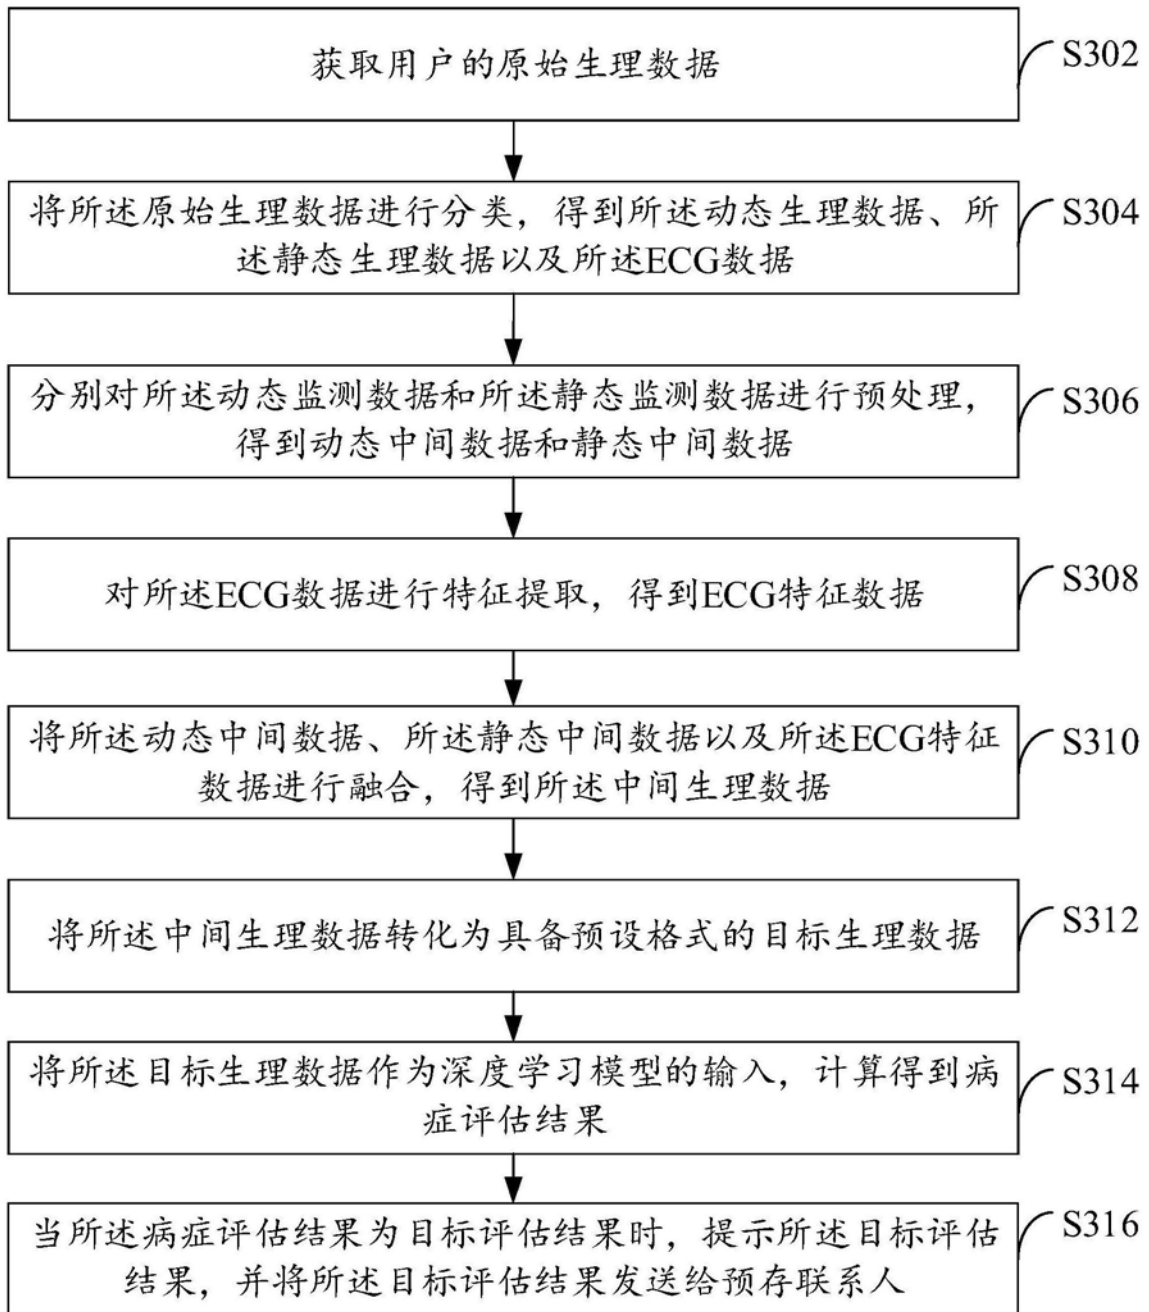 获取用户的原始生理数据
S302
将所述原始生理数据进行分类，得到所述动态生理数据、所
述静态生理数据以及所述ECG数据
S304
分别对所述动态监测数据和所述静态监测数据进行预处理，
得到动态中间数据和静态中间数据
S306
对所述ECG数据进行特征提取，得到ECG特征数据
S308
将所述动态中间数据、所述静态中间数据以及所述ECG特征
数据进行融合，得到所述中间生理数据
S310
将所述中间生理数据转化为具备预设格式的目标生理数据
S312
将所述目标生理数据作为深度学习模型的输入，计算得到病
症评估结果
S314
当所述病症评估结果为目标评估结果时，提示所述目标评估
结果，并将所述目标评估结果发送给预存联系人
S316